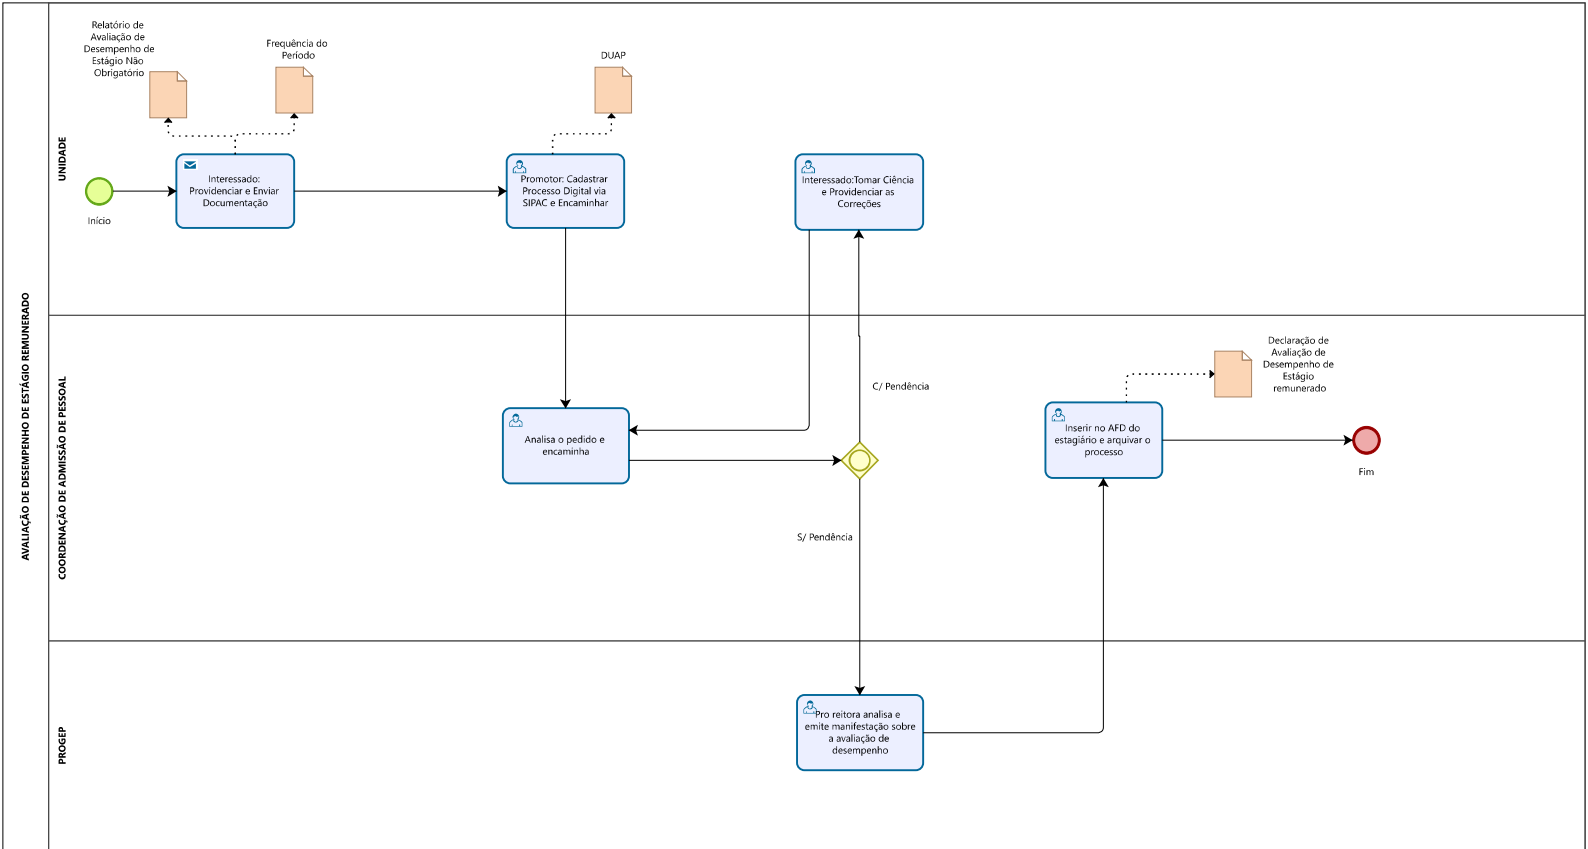 AVALIAÇÃO DE DESEMPENHO DE ESTÁGIO REMUNERADO
UNIDADE
Relatório de
Avaliação de
Desempenho de
Estágio Não
Obrigatório
Frequência do
Período
DUAP
Início
Interessado:
Providenciar e Enviar
Documentação
Promotor: Cadastrar
Processo Digital via
SIPAC e Encaminhar
Interessado:Tomar Ciência
e Providenciar as
Correções
COORDENAÇÃO DE ADMISSÃO DE PESSOAL
Analisa o pedido e
encaminha
C/ Pendência
S/ Pendência
Declaração de
Avaliação de
Desempenho de
Estágio
remunerado
Inserir no AFD do
estagiário e arquivar o
processo
Fim
PROGEP
Pro reitora analisa e
emite manifestação sobre
a avaliação de
desempenho